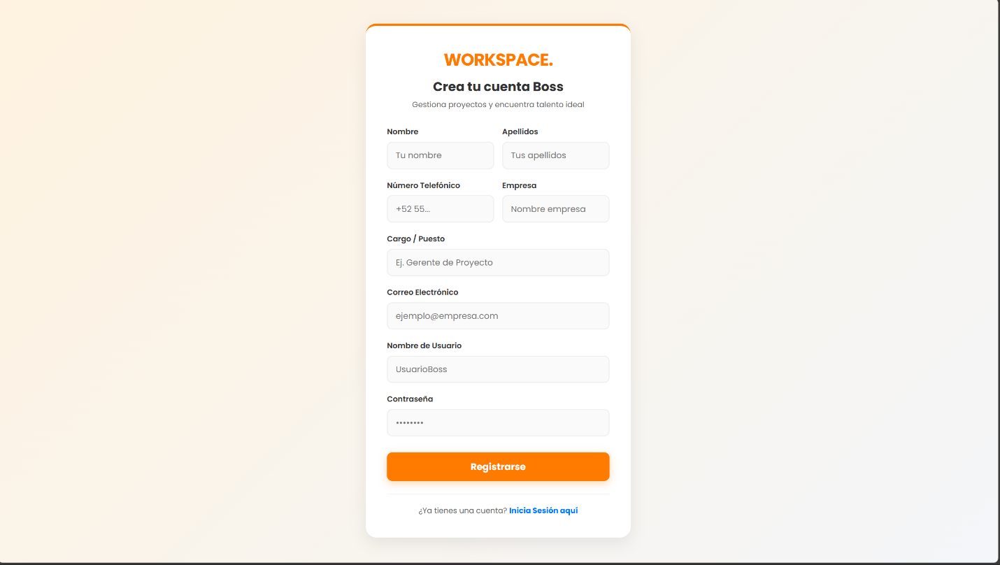 WORKSPACE.
Crea tu cuenta Boss
Gestiona proyectos y encuentra talento ideal
Nombre
Apellidos
Tu nombre
Tus apellidos
Número Telefónico
Empresa
+52 55...
Nombre empresa
Cargo / Puesto
Ej. Gerente de Proyecto
Correo Electrónico
ejemplo@empresa.com
Nombre de Usuario
UsuarioBoss
Contraseña
••••••••
Registrarse
¿Ya tienes una cuenta? Inicia Sesión aquí